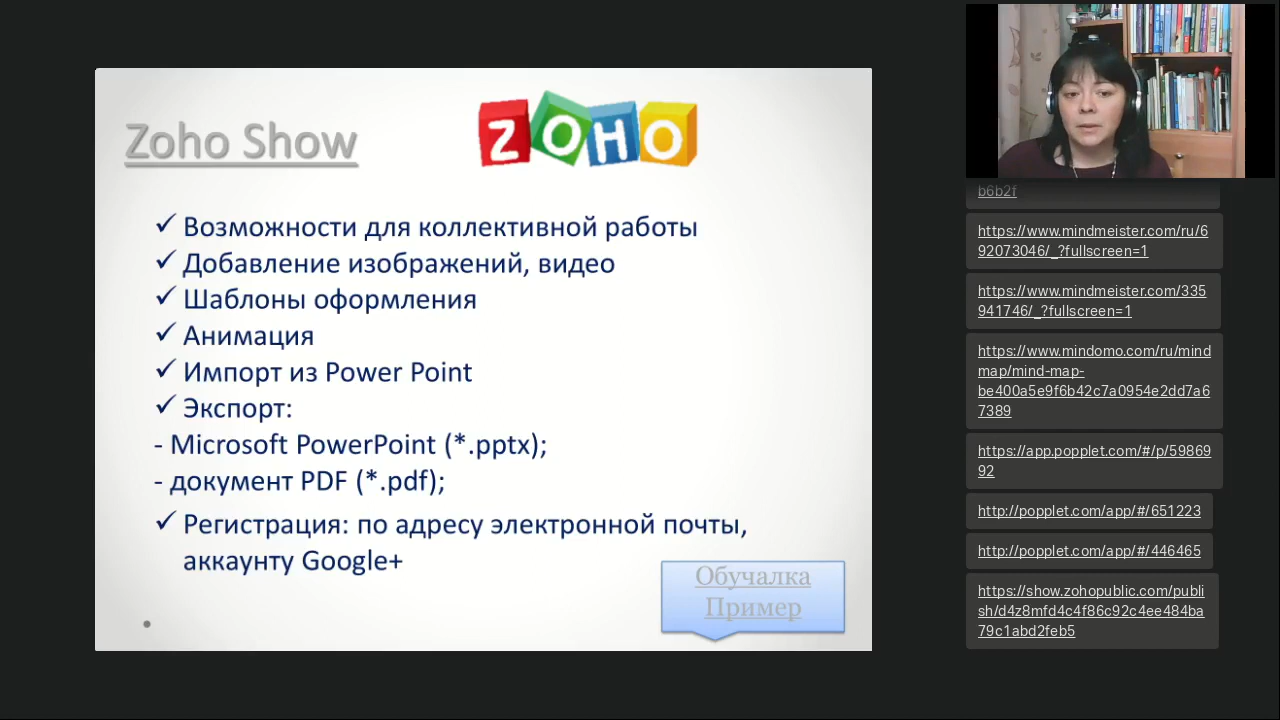 Zoho Show
ZOHO
✓ Возможности для коллективной работы
✓ Добавление изображений, видео
✓ Шаблоны оформления
✓ Анимация
✓ Импорт из Power Point
✓ Экспорт:
- Microsoft PowerPoint (*.pptx);
- документ PDF (*.pdf);
✓ Регистрация: по адресу электронной почты,
аккаунту Google+
Обучалка
Пример
b6b2f
https://www.mindmeister.com/ru/6
92073046/_?fullscreen=1
https://www.mindmeister.com/335
941746/_?fullscreen=1
https://www.mindomo.com/ru/mind
map/mind-map-
be400a5e9f6b42c7a0954e2dd7a6
7389
https://app.popplet.com/#/p/59869
92
http://popplet.com/app/#/651223
http://popplet.com/app/#/446465
https://show.zohopublic.com/publi
sh/d4z8mfd4c4f86c92c4ee484ba
79c1abd2feb5